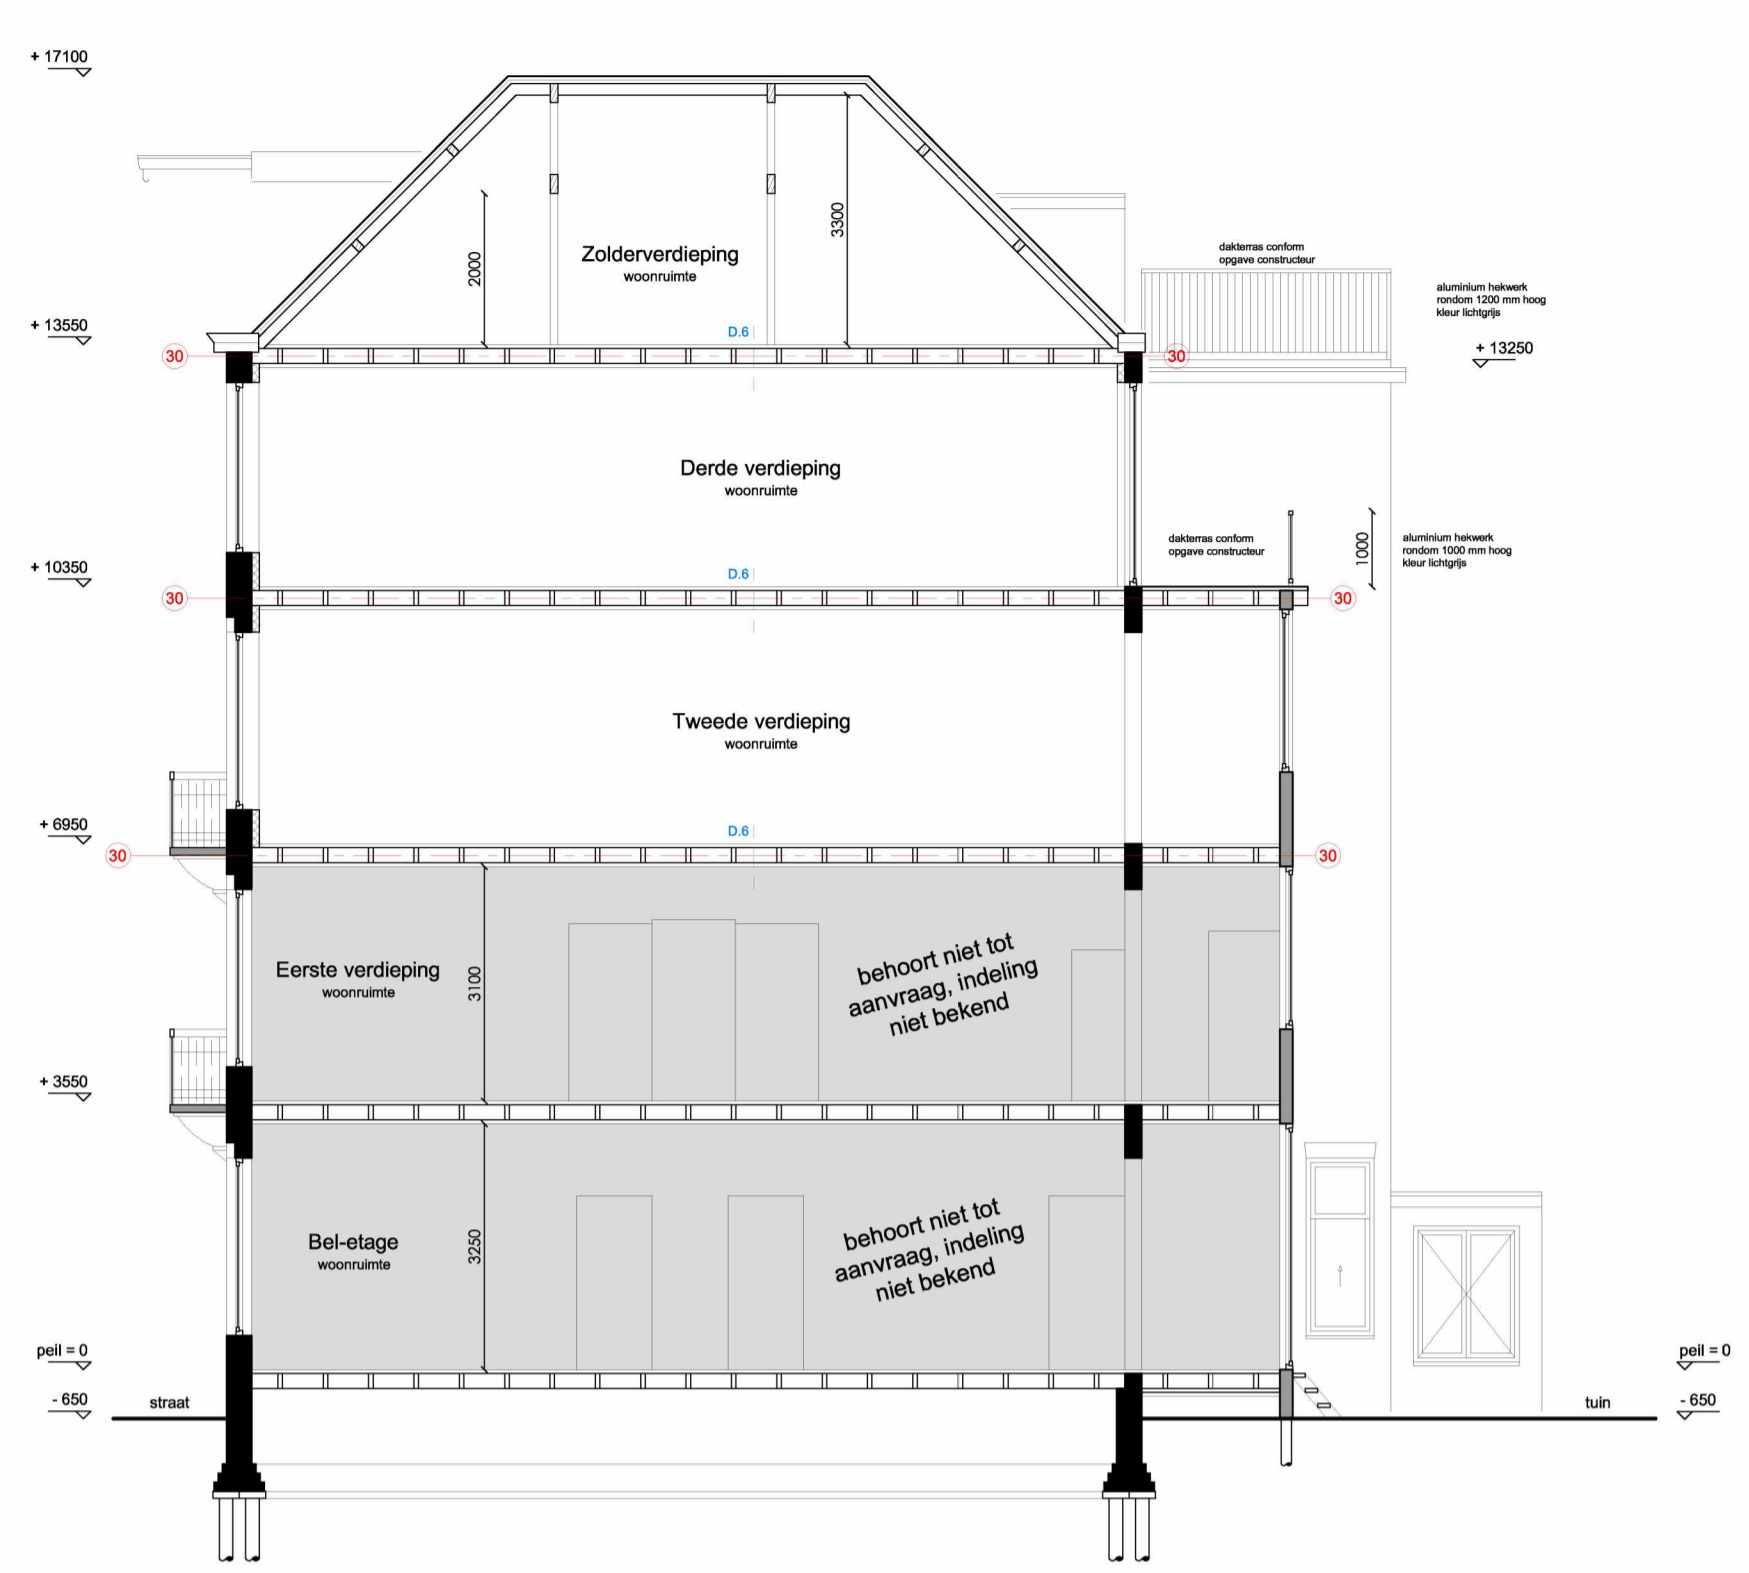 + 17100
3300
dakterras conform
opgave constructeur
Zolderverdieping
woonruimte
2000
aluminium hekwerk
rondom 1200 mm hoog
kleur lichtgrijs
+ 13550
D.6
+ 13250
30
30
Derde verdieping
woonruimte
dakterras conform
opgave constructeur
1000
aluminium hekwerk
rondom 1000 mm hoog
kleur lichtgrijs
+ 10350
D.6
30
30
Tweede verdieping
woonruimte
+ 6950
D.6
30
30
Eerste verdieping
woonruimte
3100
behoort niet tot
aanvraag, indeling
niet bekend
+ 3550
Bel-etage
woonruimte
3250
behoort niet tot
aanvraag, indeling
niet bekend
peil = 0
peil = 0
- 650
straat
tuin
- 650